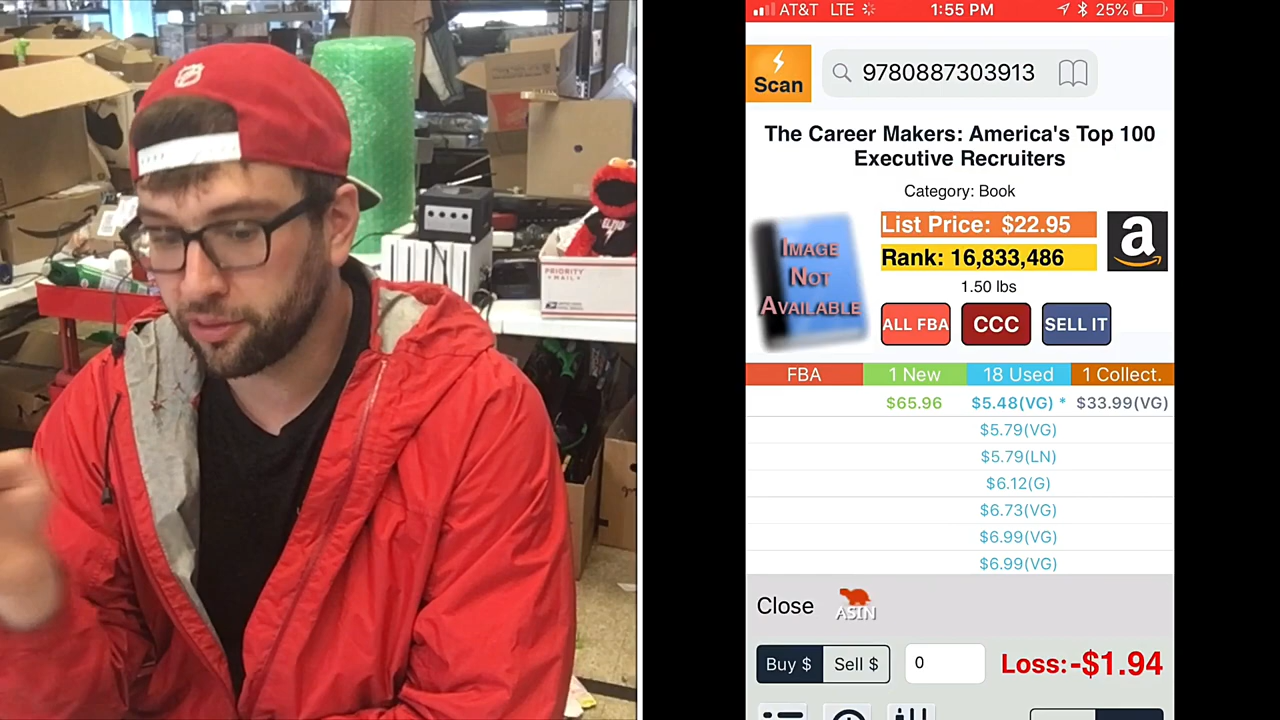 AT&T LTE 1:55 PM 25%
Scan
9780887303913
The Career Makers: America's Top 100
Executive Recruiters
Category: Book
IMAGE
NOT
AVAILABLE
List Price: $22.95
Rank: 16,833,486
1.50 lbs
a
ALL FBA CCC SELL IT
FBA 1 New 18 Used 1 Collect.
$65.96 $5.48(VG) * $33.99(VG)
$5.79(VG)
$5.79(LN)
$6.12(G)
$6.73(VG)
$6.99(VG)
$6.99(VG)
Close ASIN
Buy $ Sell $ 0 Loss:-$1.94
ELMO
PRIORITY
MAIL